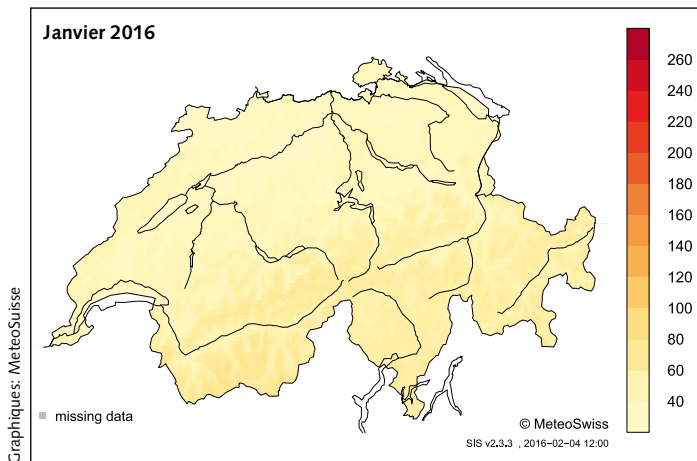 Janvier 2016
260
240
220
200
180
160
140
120
100
80
60
40
missing data
© MeteoSwiss
SIS v2.3.3 , 2016−02−04 12:00
Graphiques: MeteoSuisse